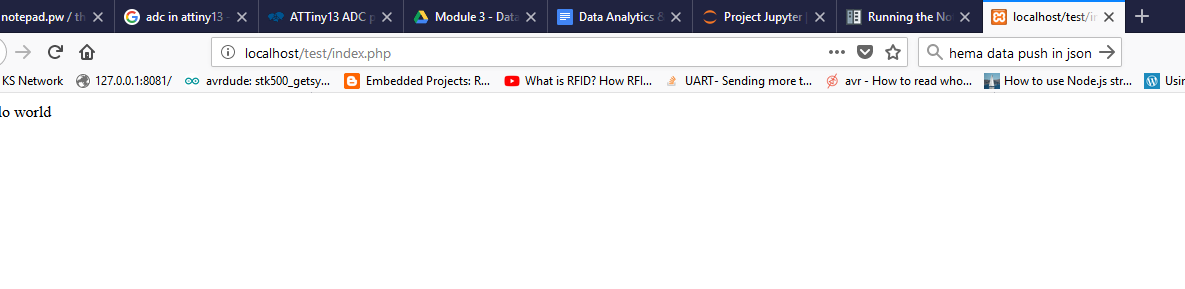 notepad.pw / th
adc in attiny13 -
ATTiny13 ADC p
Module 3 - Data
Data Analytics &
Project Jupyter |
Running the No
localhost/test/in
localhost/test/index.php
hema data push in json
KS Network
127.0.0.1:8081/
avrdude: stk500_getsy...
Embedded Projects: R...
What is RFID? How RFI...
UART- Sending more t...
avr - How to read who...
How to use Node.js str...
Usin
lo world